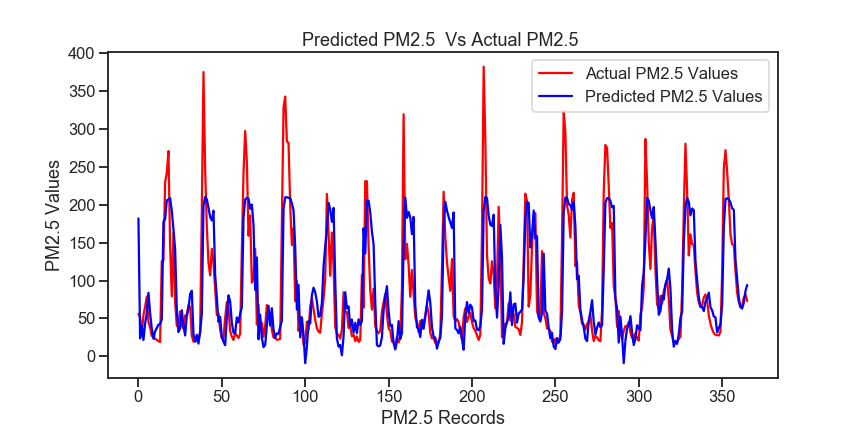 Predicted PM2.5  Vs Actual PM2.5
Actual PM2.5 Values
Predicted PM2.5 Values
PM2.5 Values
400
350
300
250
200
150
100
50
0
0 50 100 150 200 250 300 350
PM2.5 Records